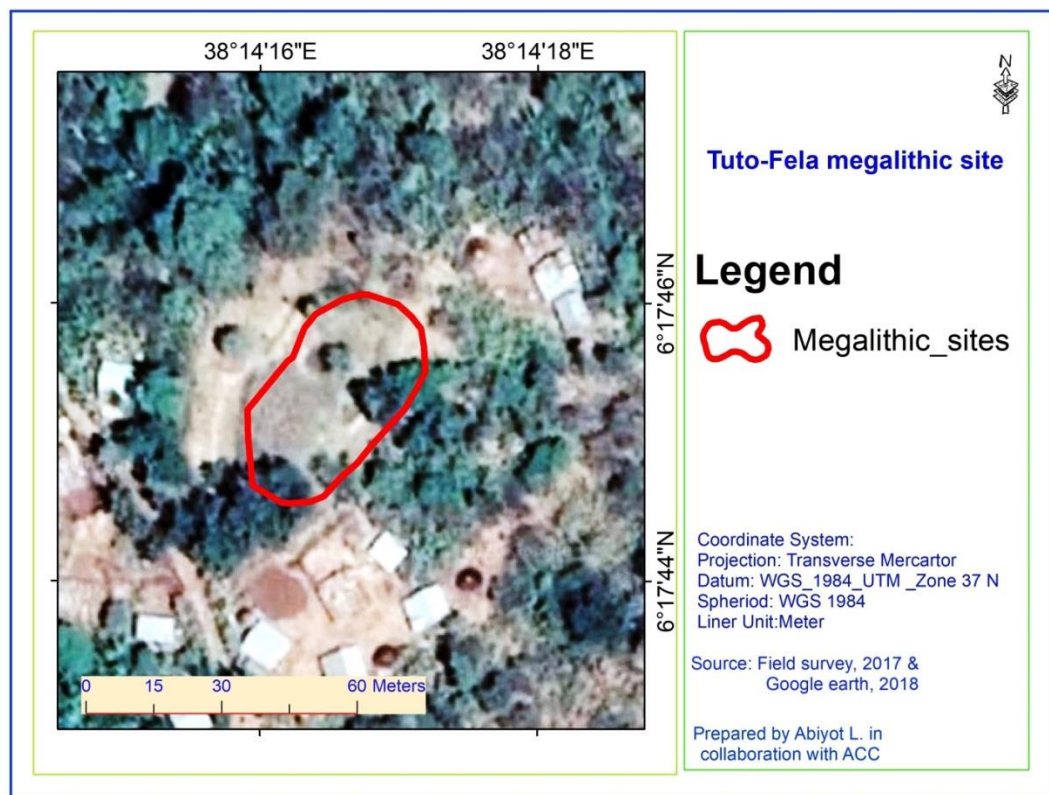 38°14'16"E 38°14'18"E
N
Tuto-Fela megalithic site
6°17'46"N
Legend
Megalithic_sites
6°17'44"N
Coordinate System:
Projection: Transverse Mercartor
Datum: WGS_1984_UTM _Zone 37 N
Spheriod: WGS 1984
Liner Unit:Meter
Source: Field survey, 2017 &
Google earth, 2018
0 15 30 60 Meters
Prepared by Abiyot L. in
collaboration with ACC